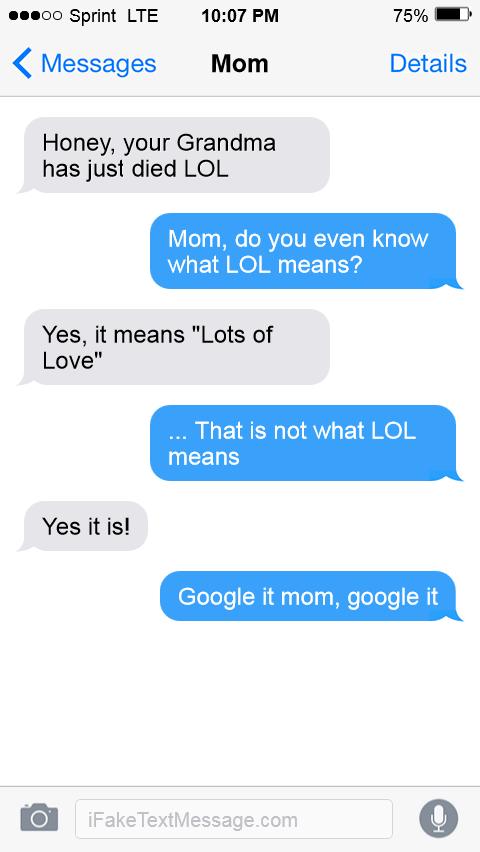 Sprint LTE 10:07 PM 75%
Messages Mom Details
Honey, your Grandma
has just died LOL
Mom, do you even know
what LOL means?
Yes, it means "Lots of
Love"
... That is not what LOL
means
Yes it is!
Google it mom, google it
iFakeTextMessage.com